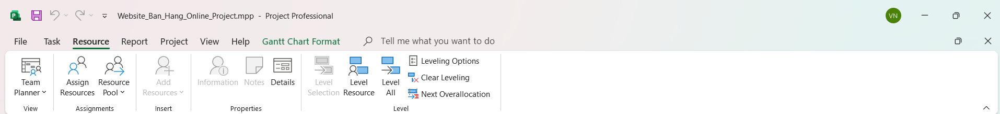 Website_Ban_Hang_Online_Project.mpp - Project Professional
VN
File Task Resource Report Project View Help Gantt Chart Format Tell me what you want to do
Team Planner
Assign Resources
Resource Pool
Add Resources
Information
Notes
Details
Level Selection
Level Resource
Level All
Leveling Options
Clear Leveling
Next Overallocation
View Assignments Insert Properties Level